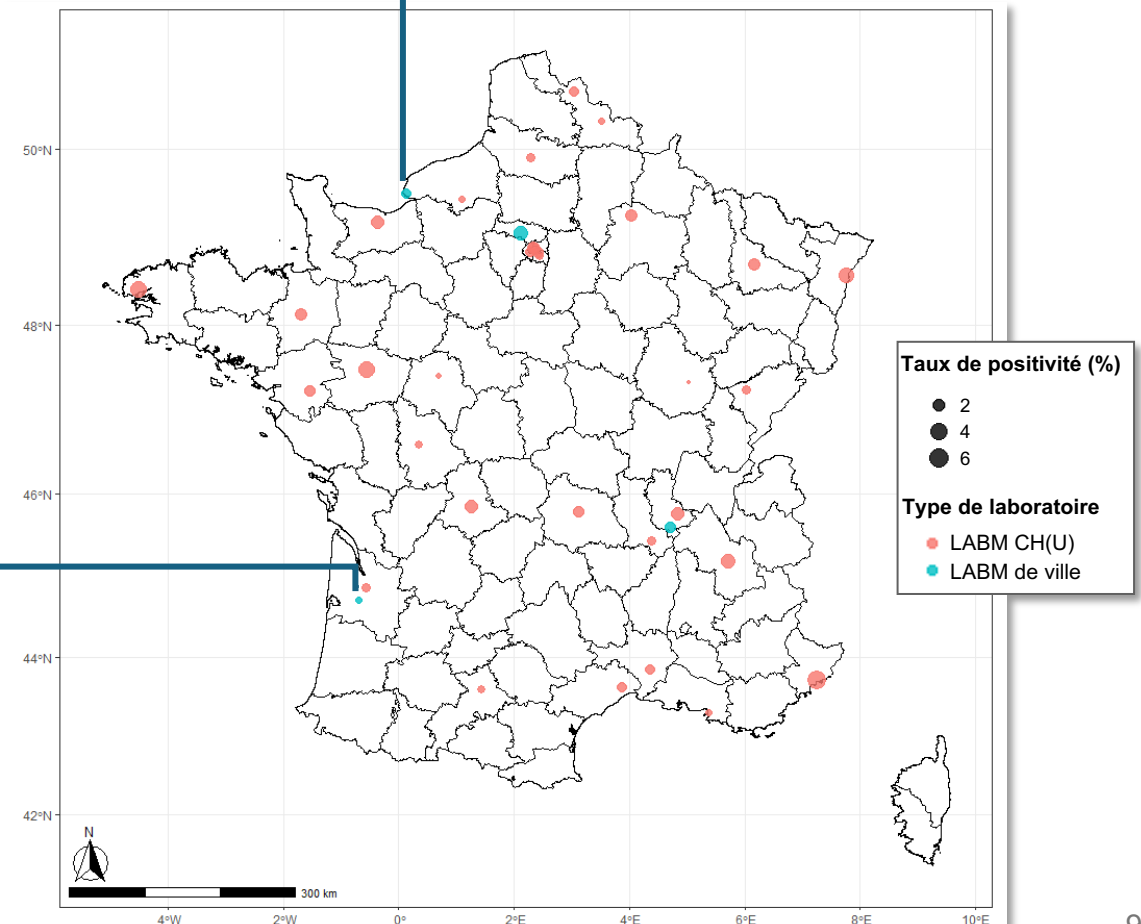 50°N
48°N
46°N
44°N
42°N
Taux de positivité (%)
2
4
6
Type de laboratoire
LABM CH(U)
LABM de ville
N
300 km
4°W 2°W 0° 2°E 4°E 6°E 8°E 10°E